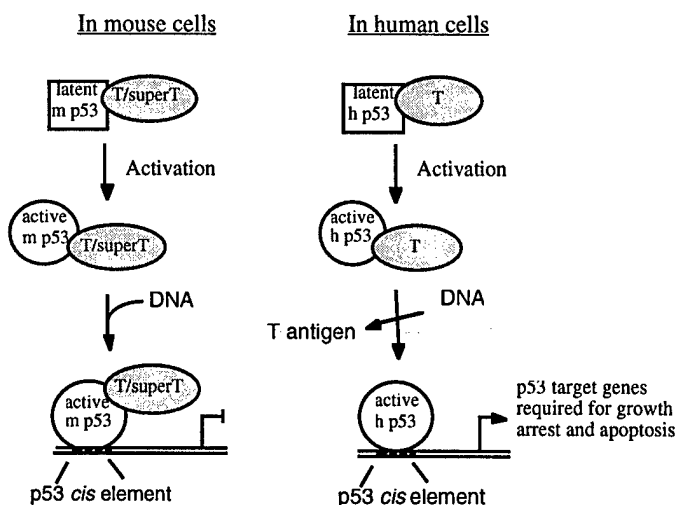 In mouse cells
latent
m p53
T/superT
Activation
active
m p53
T/superT
DNA
T/superT
active
m p53
p53 cis element
In human cells
latent
h p53
T
Activation
active
h p53
T
DNA
T antigen
active
h p53
p53 target genes
required for growth
arrest and apoptosis
p53 cis element